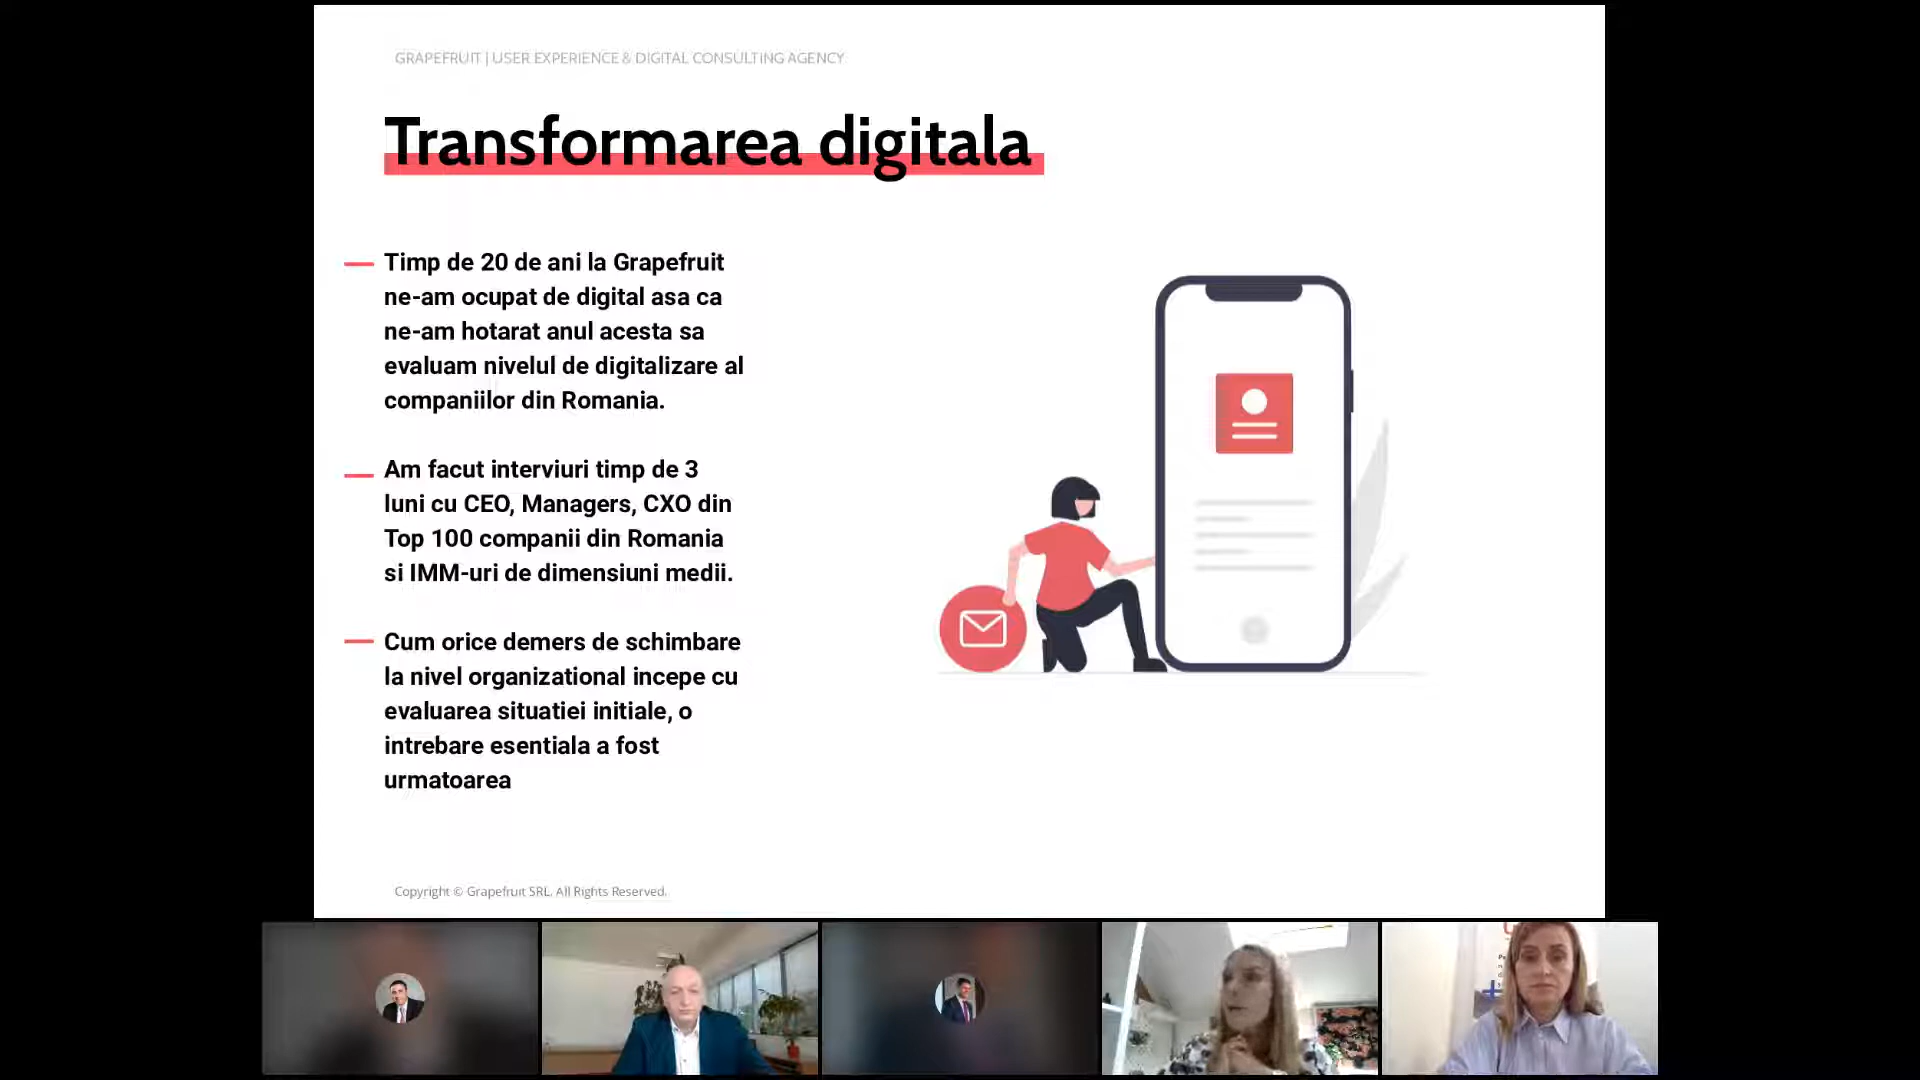 GRAPEFRUIT | USER EXPERIENCE & DIGITAL CONSULTING AGENCY
Transformarea digitala
Timp de 20 de ani la Grapefruit
ne-am ocupat de digital asa ca
ne-am hotarat anul acesta sa
evaluam nivelul de digitalizare al
companiilor din Romania.
Am facut interviuri timp de 3
luni cu CEO, Managers, CXO din
Top 100 companii din Romania
si IMM-uri de dimensiuni medii.
Cum orice demers de schimbare
la nivel organizational incepe cu
evaluarea situatiei initiale, o
intrebare esentiala a fost
urmatoarea
Copyright © Grapefruit SRL. All Rights Reserved.